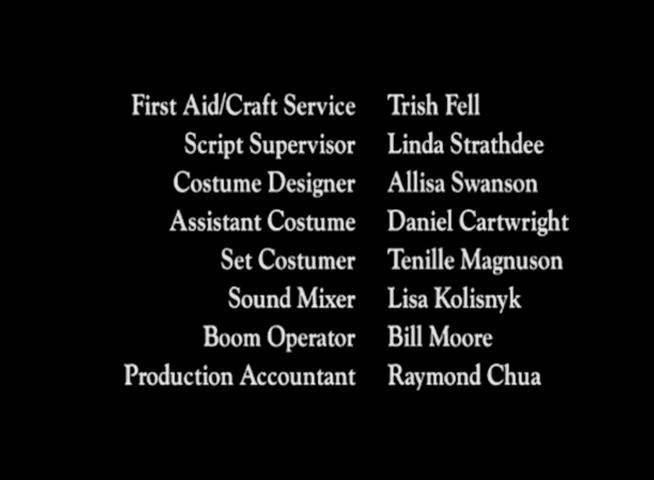 First Aid/Craft Service Trish Fell
Script Supervisor Linda Strathdee
Costume Designer Allisa Swanson
Assistant Costume Daniel Cartwright
Set Costumer Tenille Magnuson
Sound Mixer Lisa Kolisnyk
Boom Operator Bill Moore
Production Accountant Raymond Chua